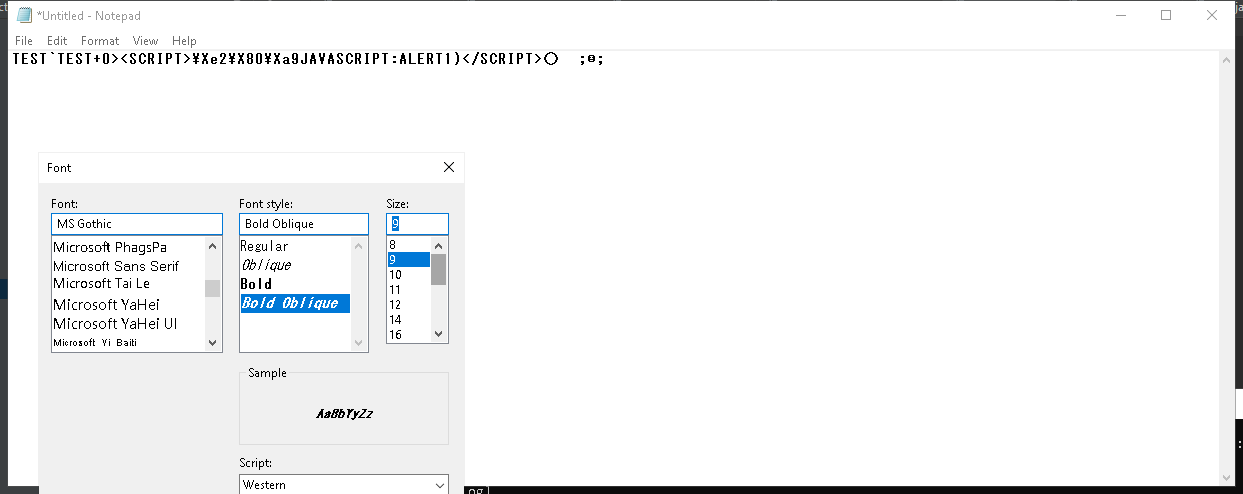 *Untitled - Notepad
File Edit Format View Help
TEST`TEST+0><SCRIPT>¥Xe2¥X80¥Xa9JAVASCRIPT:ALERT1)</SCRIPT>○ ;¤;
Font
Font: Font style: Size:
MS Gothic Bold Oblique 9
Microsoft PhagsPa Regular 8
Microsoft Sans Serif Oblique 9
Microsoft Tai Le Bold 10
Microsoft YaHei Bold Oblique 11
Microsoft YaHei UI 12
Microsoft Yi Baiti 14
16
Sample
AaBbYyZz
Script:
Western